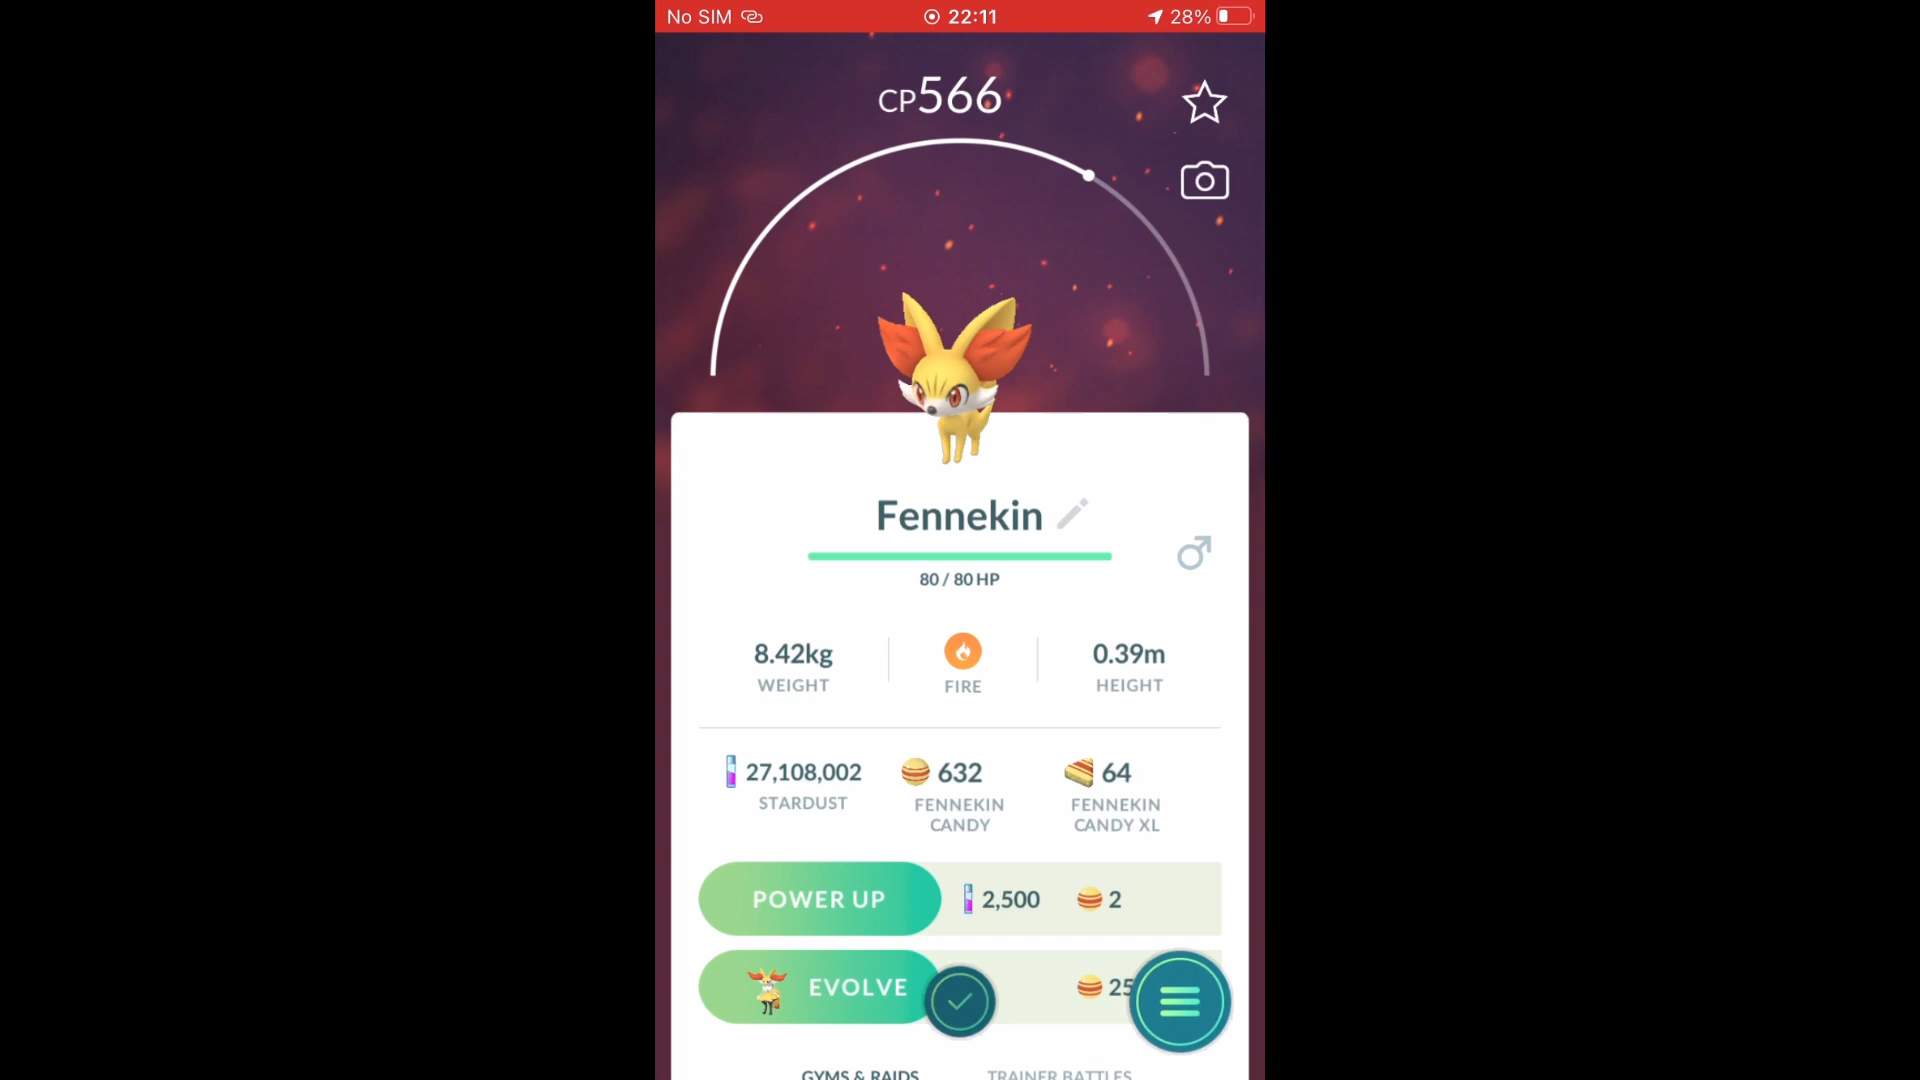 No SIM 22:11 28%
CP566
Fennekin
80 / 80 HP
8.42kg 0.39m
WEIGHT FIRE HEIGHT
27,108,002 632 64
STARDUST FENNEKIN CANDY FENNEKIN CANDY XL
POWER UP 2,500 2
EVOLVE 25
GYMS & RAIDS TRAINER BATTLES